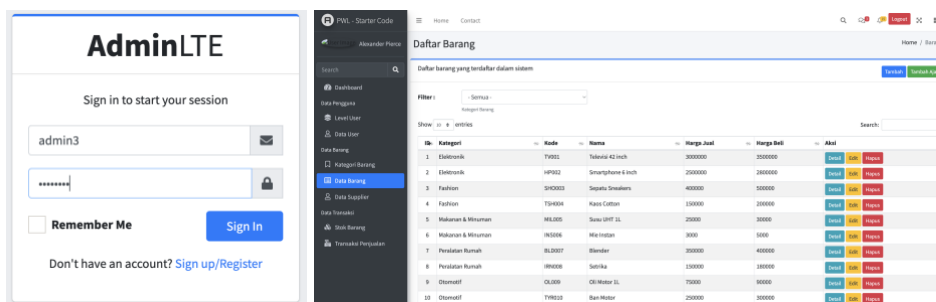 AdminLTE
Sign in to start your session
admin3
Remember Me
Sign In
Don't have an account? Sign up/Register
PWL - Starter Code
Alexander Pierce
Search
Dashboard
Data Pengguna
Level User
Data User
Data Barang
Kategori Barang
Data Barang
Data Supplier
Data Transaksi
Stok Barang
Transaksi Penjualan
Home Contact
Logout
Daftar Barang
Home /
Daftar barang yang terdaftar dalam sistem
Tambah
Filter :
- Semua -
Kategori Barang
Show 10 entries
Search:
Kategori Kode Nama Harga Jual Harga Beli Aksi
1 Elektronik TV001 Televisi 42 inch 3000000 3500000 Detail Edit Hapus
2 Elektronik HP002 Smartphone 6 inch 2500000 2800000 Detail Edit Hapus
3 Fashion SHO003 Sepatu Sneakers 400000 500000 Detail Edit Hapus
4 Fashion TSH004 Kaos Cotton 150000 200000 Detail Edit Hapus
5 Makanan & Minuman MIL005 Susu UHT 1L 25000 30000 Detail Edit Hapus
6 Makanan & Minuman INS006 Mie Instan 3000 5000 Detail Edit Hapus
7 Peralatan Rumah BLD007 Blender 350000 400000 Detail Edit Hapus
8 Peralatan Rumah IRN008 Setrika 150000 180000 Detail Edit Hapus
9 Otomotif OIL009 Oli Motor 1L 75000 90000 Detail Edit Hapus
10 Otomotif TYR010 Ban Motor 250000 300000 Detail Edit Hapus